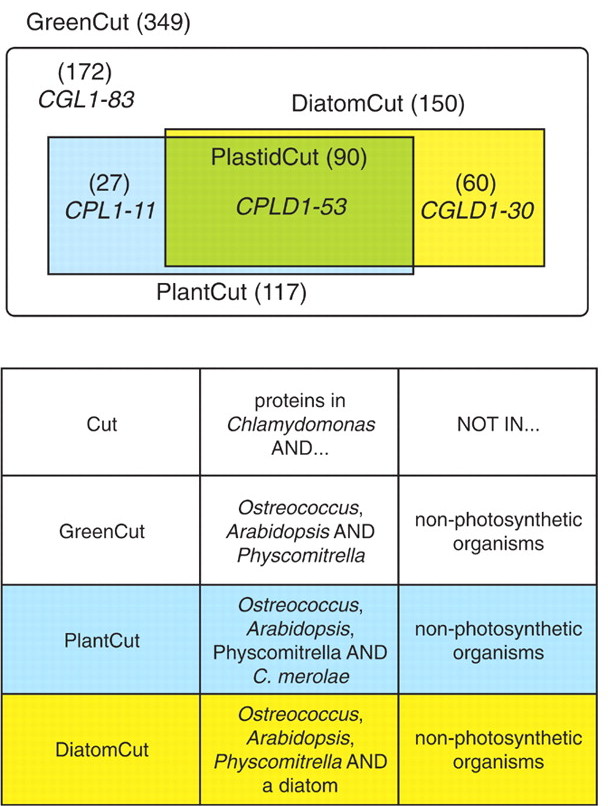 GreenCut (349)
(172)
CGL1-83
DiatomCut (150)
PlastidCut (90)
(27)
CPL1-11
CPLD1-53
(60)
CGLD1-30
PlantCut (117)
Cut
proteins in
Chlamydomonas
AND...
NOT IN...
GreenCut
Ostreococcus,
Arabidopsis AND
Physcomitrella
non-photosynthetic
organisms
PlantCut
Ostreococcus,
Arabidopsis,
Physcomitrella AND
C. merolae
non-photosynthetic
organisms
DiatomCut
Ostreococcus,
Arabidopsis,
Physcomitrella AND
a diatom
non-photosynthetic
organisms